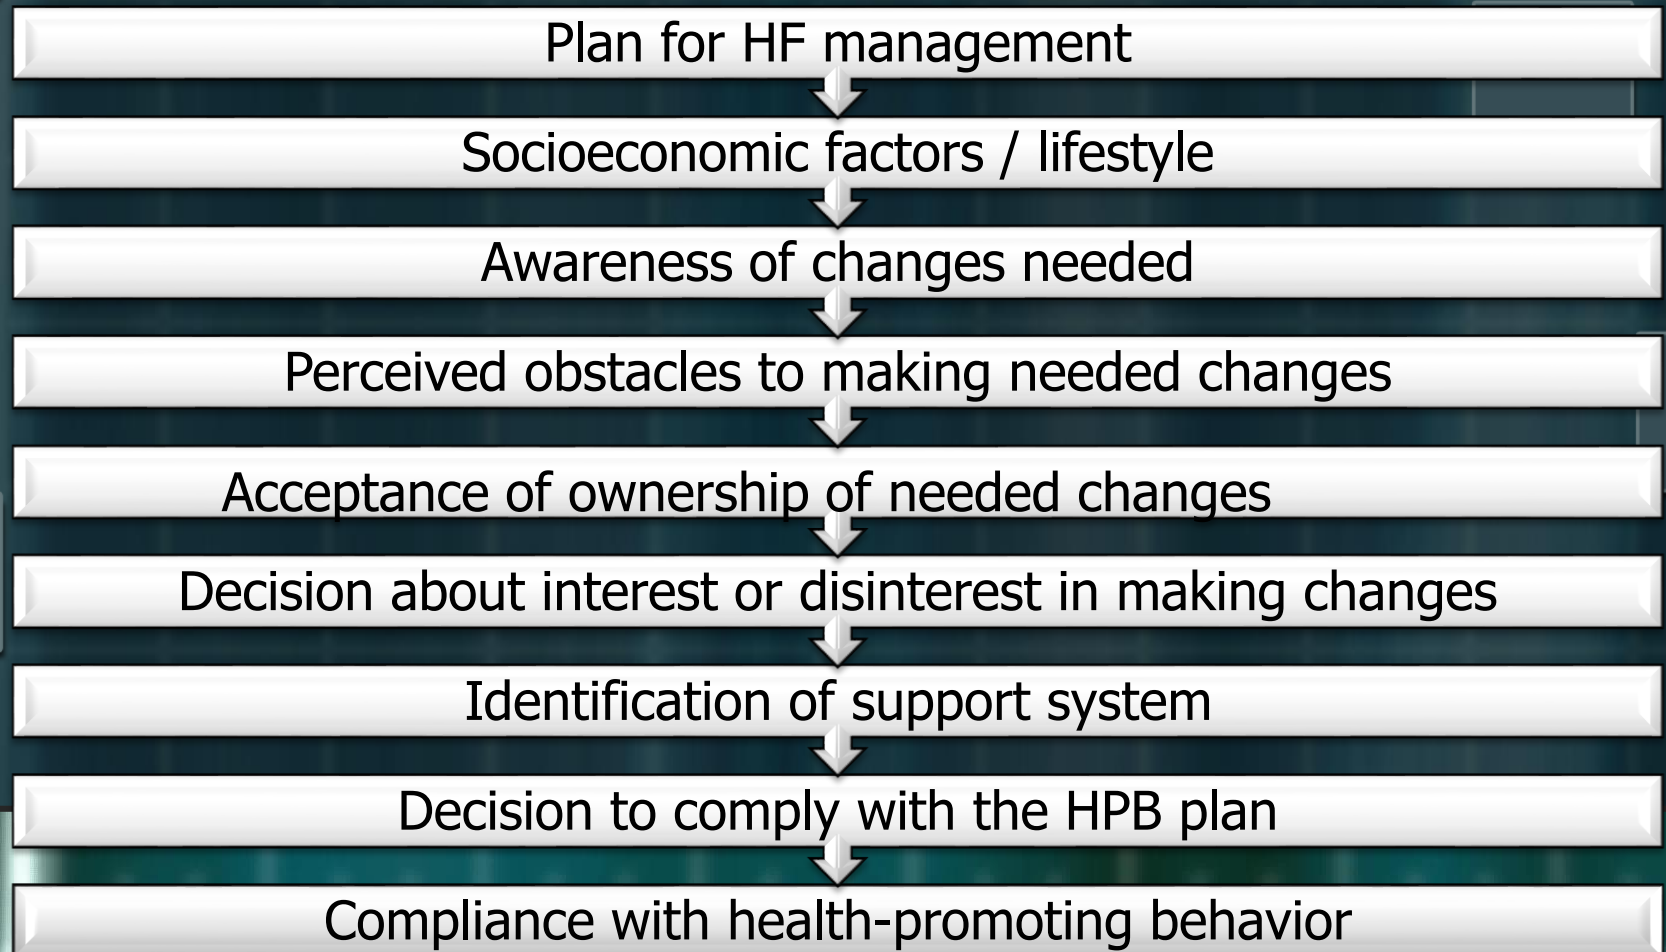 Plan for HF management
Socioeconomic factors / lifestyle
Awareness of changes needed
Perceived obstacles to making needed changes
Acceptance of ownership of needed changes
Decision about interest or disinterest in making changes
Identification of support system
Decision to comply with the HPB plan
Compliance with health-promoting behavior